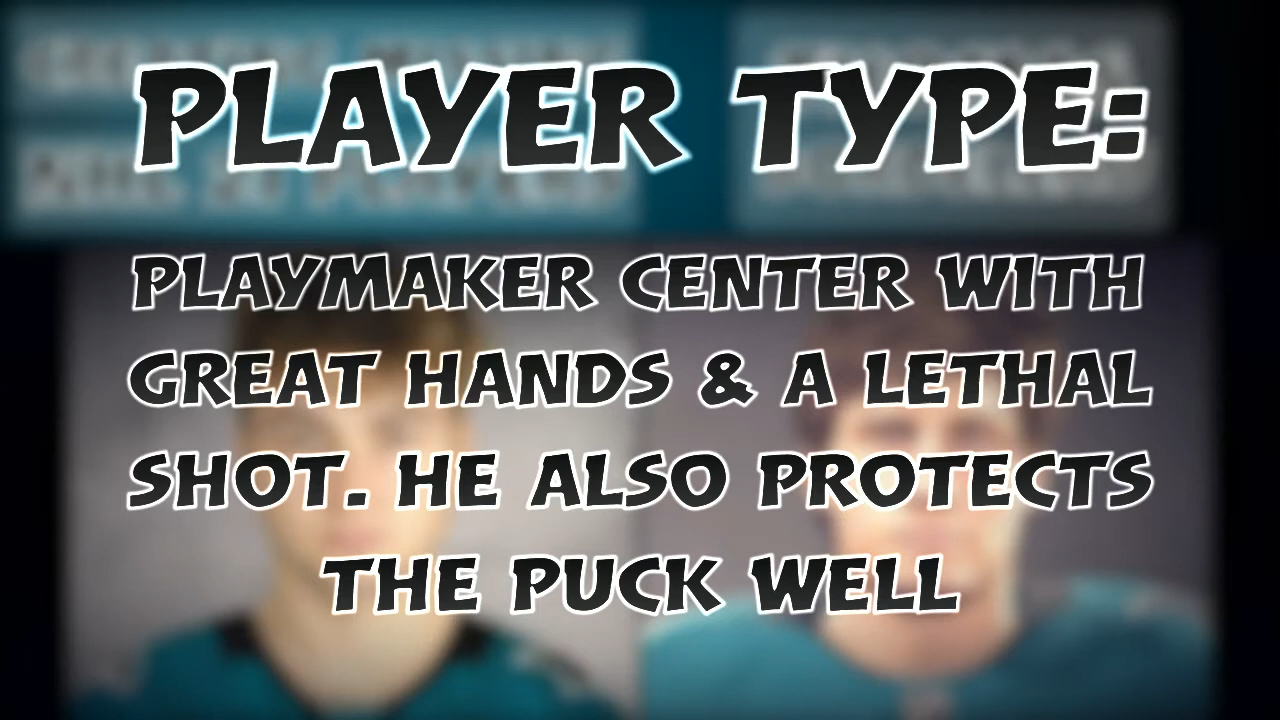 PLAYER TYPE:
PLAYMAKER CENTER WITH
GREAT HANDS & A LETHAL
SHOT. HE ALSO PROTECTS
THE PUCK WELL